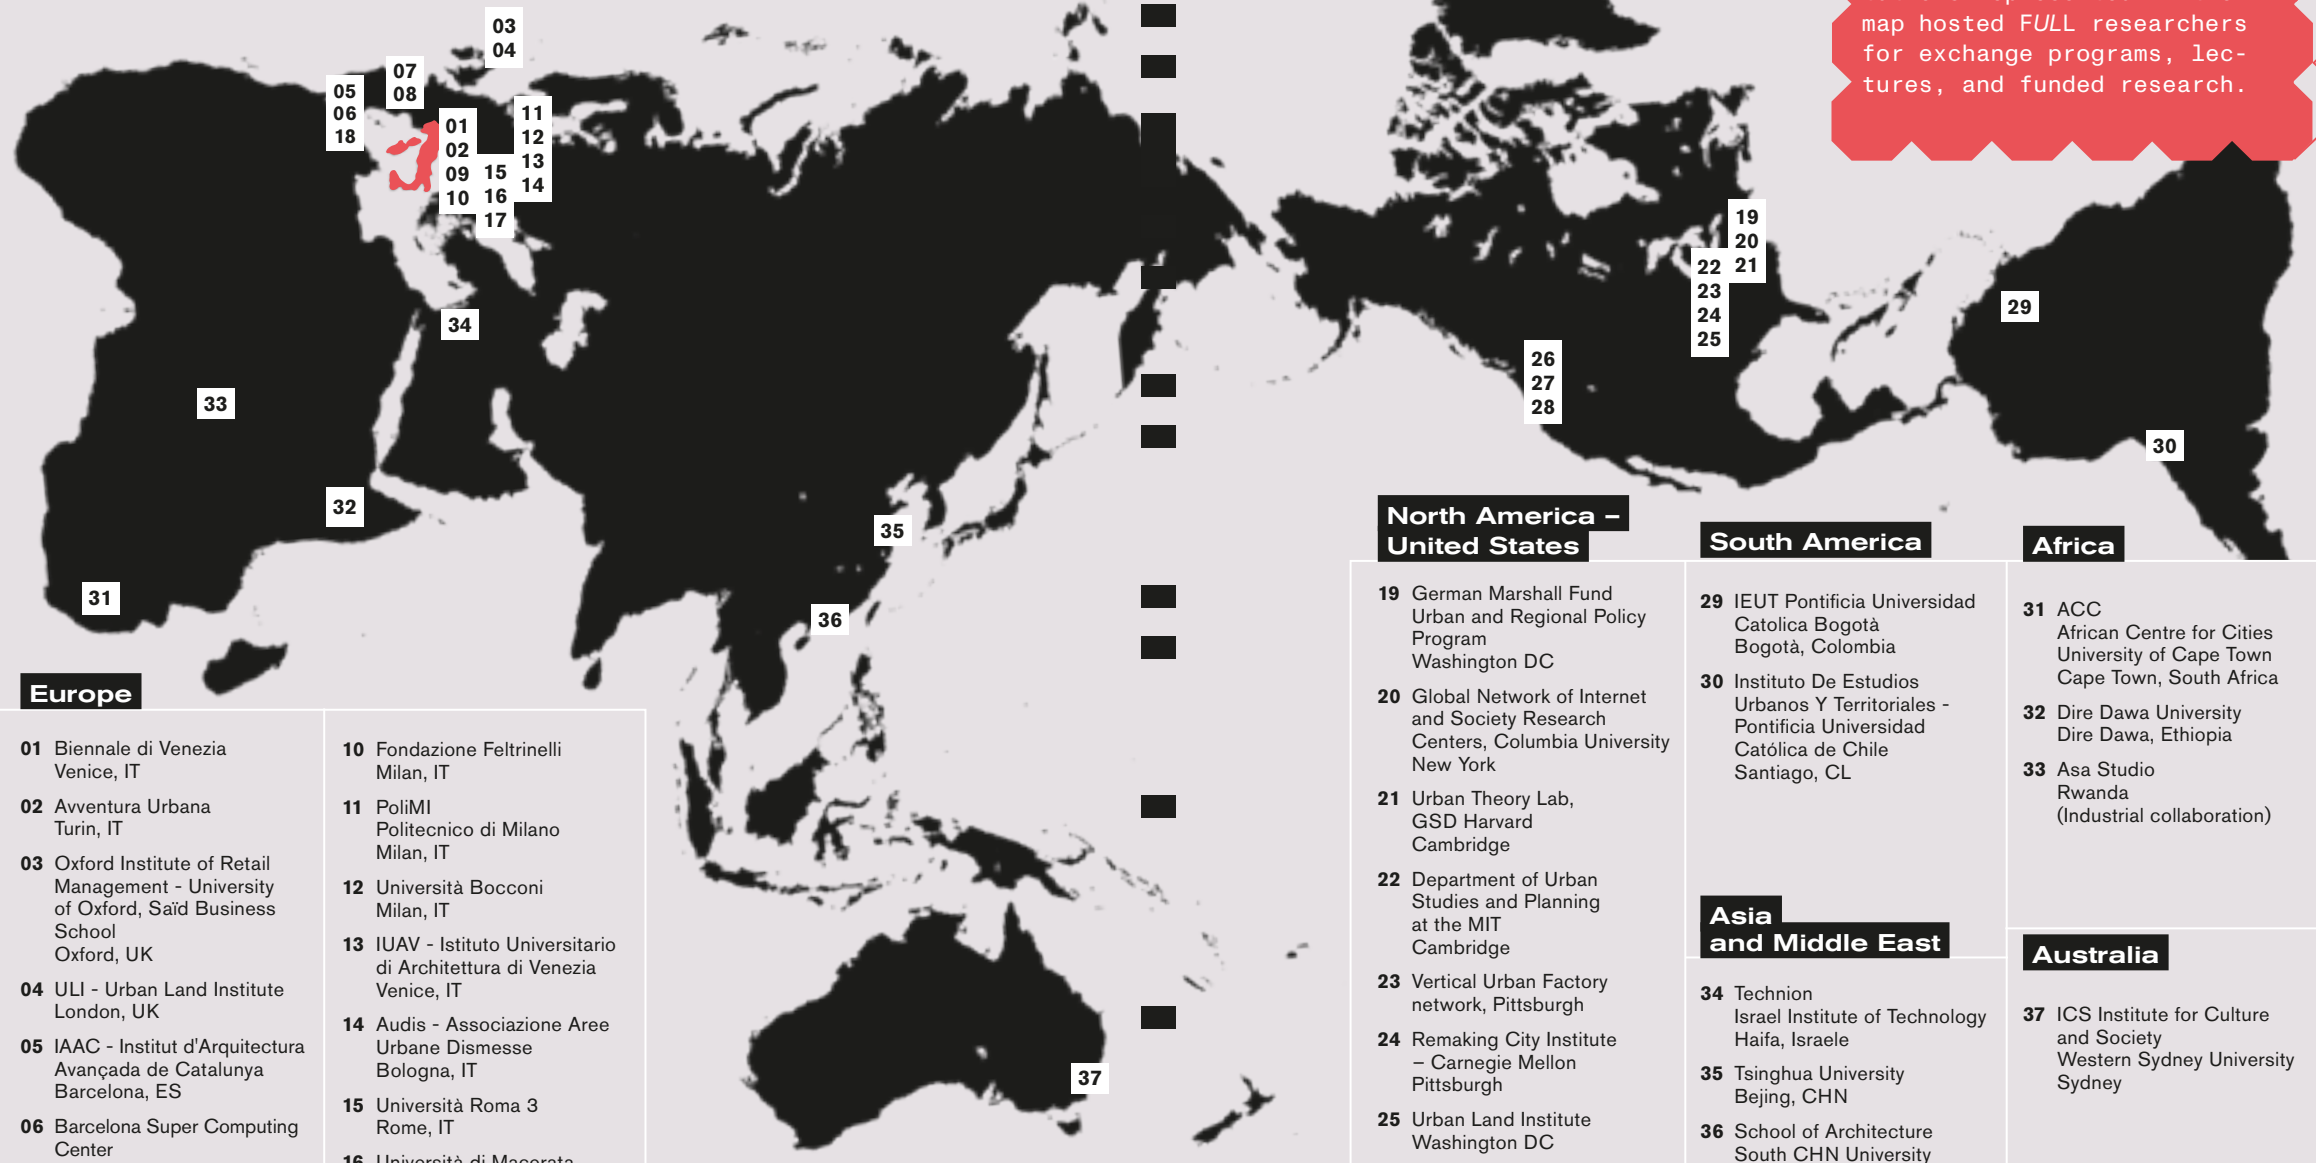 map hosted FULL researchers
for exchange programs, lec-
tures, and funded research.
03
04
07
08
05
06
18
01
02
09
10
11
12
13
14
15
16
17
34
33
32
31
35
36
37
19
20
21
22
23
24
25
26
27
28
29
30
Europe
01 Biennale di Venezia
Venice, IT
02 Avventura Urbana
Turin, IT
03 Oxford Institute of Retail
Management - University
of Oxford, Saïd Business
School
Oxford, UK
04 ULI - Urban Land Institute
London, UK
05 IAAC - Institut d'Arquitectura
Avançada de Catalunya
Barcelona, ES
06 Barcelona Super Computing
Center
10 Fondazione Feltrinelli
Milan, IT
11 PoliMI
Politecnico di Milano
Milan, IT
12 Università Bocconi
Milan, IT
13 IUAV - Istituto Universitario
di Architettura di Venezia
Venice, IT
14 Audis - Associazione Aree
Urbane Dismesse
Bologna, IT
15 Università Roma 3
Rome, IT
16 Università di Macerata
North America –
United States
19 German Marshall Fund
Urban and Regional Policy
Program
Washington DC
20 Global Network of Internet
and Society Research
Centers, Columbia University
New York
21 Urban Theory Lab,
GSD Harvard
Cambridge
22 Department of Urban
Studies and Planning
at the MIT
Cambridge
23 Vertical Urban Factory
network, Pittsburgh
24 Remaking City Institute
– Carnegie Mellon
Pittsburgh
25 Urban Land Institute
Washington DC
South America
29 IEUT Pontificia Universidad
Catolica Bogotà
Bogotà, Colombia
30 Instituto De Estudios
Urbanos Y Territoriales -
Pontificia Universidad
Católica de Chile
Santiago, CL
Asia
and Middle East
34 Technion
Israel Institute of Technology
Haifa, Israele
35 Tsinghua University
Bejing, CHN
36 School of Architecture
South CHN University
Africa
31 ACC
African Centre for Cities
University of Cape Town
Cape Town, South Africa
32 Dire Dawa University
Dire Dawa, Ethiopia
33 Asa Studio
Rwanda
(Industrial collaboration)
Australia
37 ICS Institute for Culture
and Society
Western Sydney University
Sydney